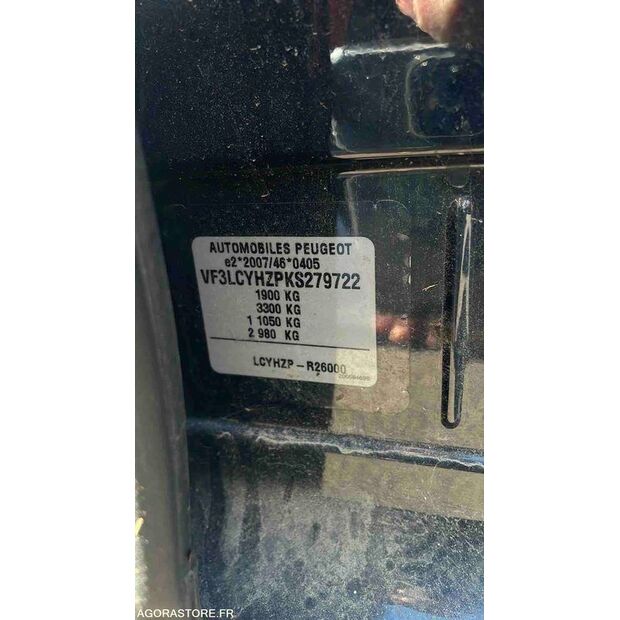 AUTOMOBILES PEUGEOT
e2*2007/46*0405
VF3LCYHZPKS279722
1900 KG
3300 KG
1 1050 KG
2 980 KG
LCYHZP - R26000
AGORASTORE.FR